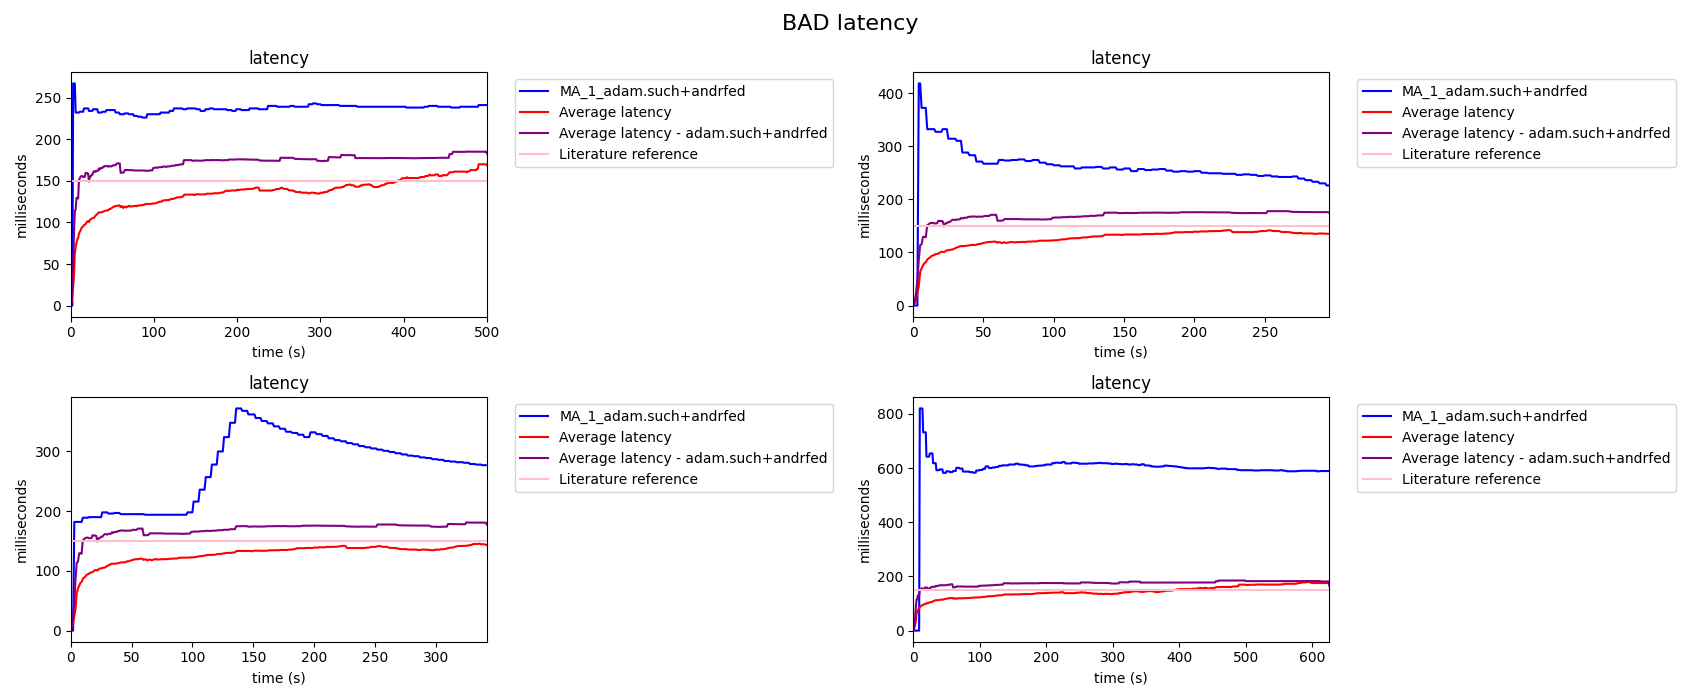 BAD latency
latency
250
200
150
100
50
0
milliseconds
0 100 200 300 400 500
time (s)
MA_1_adam.such+andrfed
Average latency
Average latency - adam.such+andrfed
Literature reference
latency
400
300
200
100
0
milliseconds
0 50 100 150 200 250
time (s)
MA_1_adam.such+andrfed
Average latency
Average latency - adam.such+andrfed
Literature reference
latency
300
200
100
0
milliseconds
0 50 100 150 200 250 300
time (s)
MA_1_adam.such+andrfed
Average latency
Average latency - adam.such+andrfed
Literature reference
latency
800
600
400
200
0
milliseconds
0 100 200 300 400 500 600
time (s)
MA_1_adam.such+andrfed
Average latency
Average latency - adam.such+andrfed
Literature reference